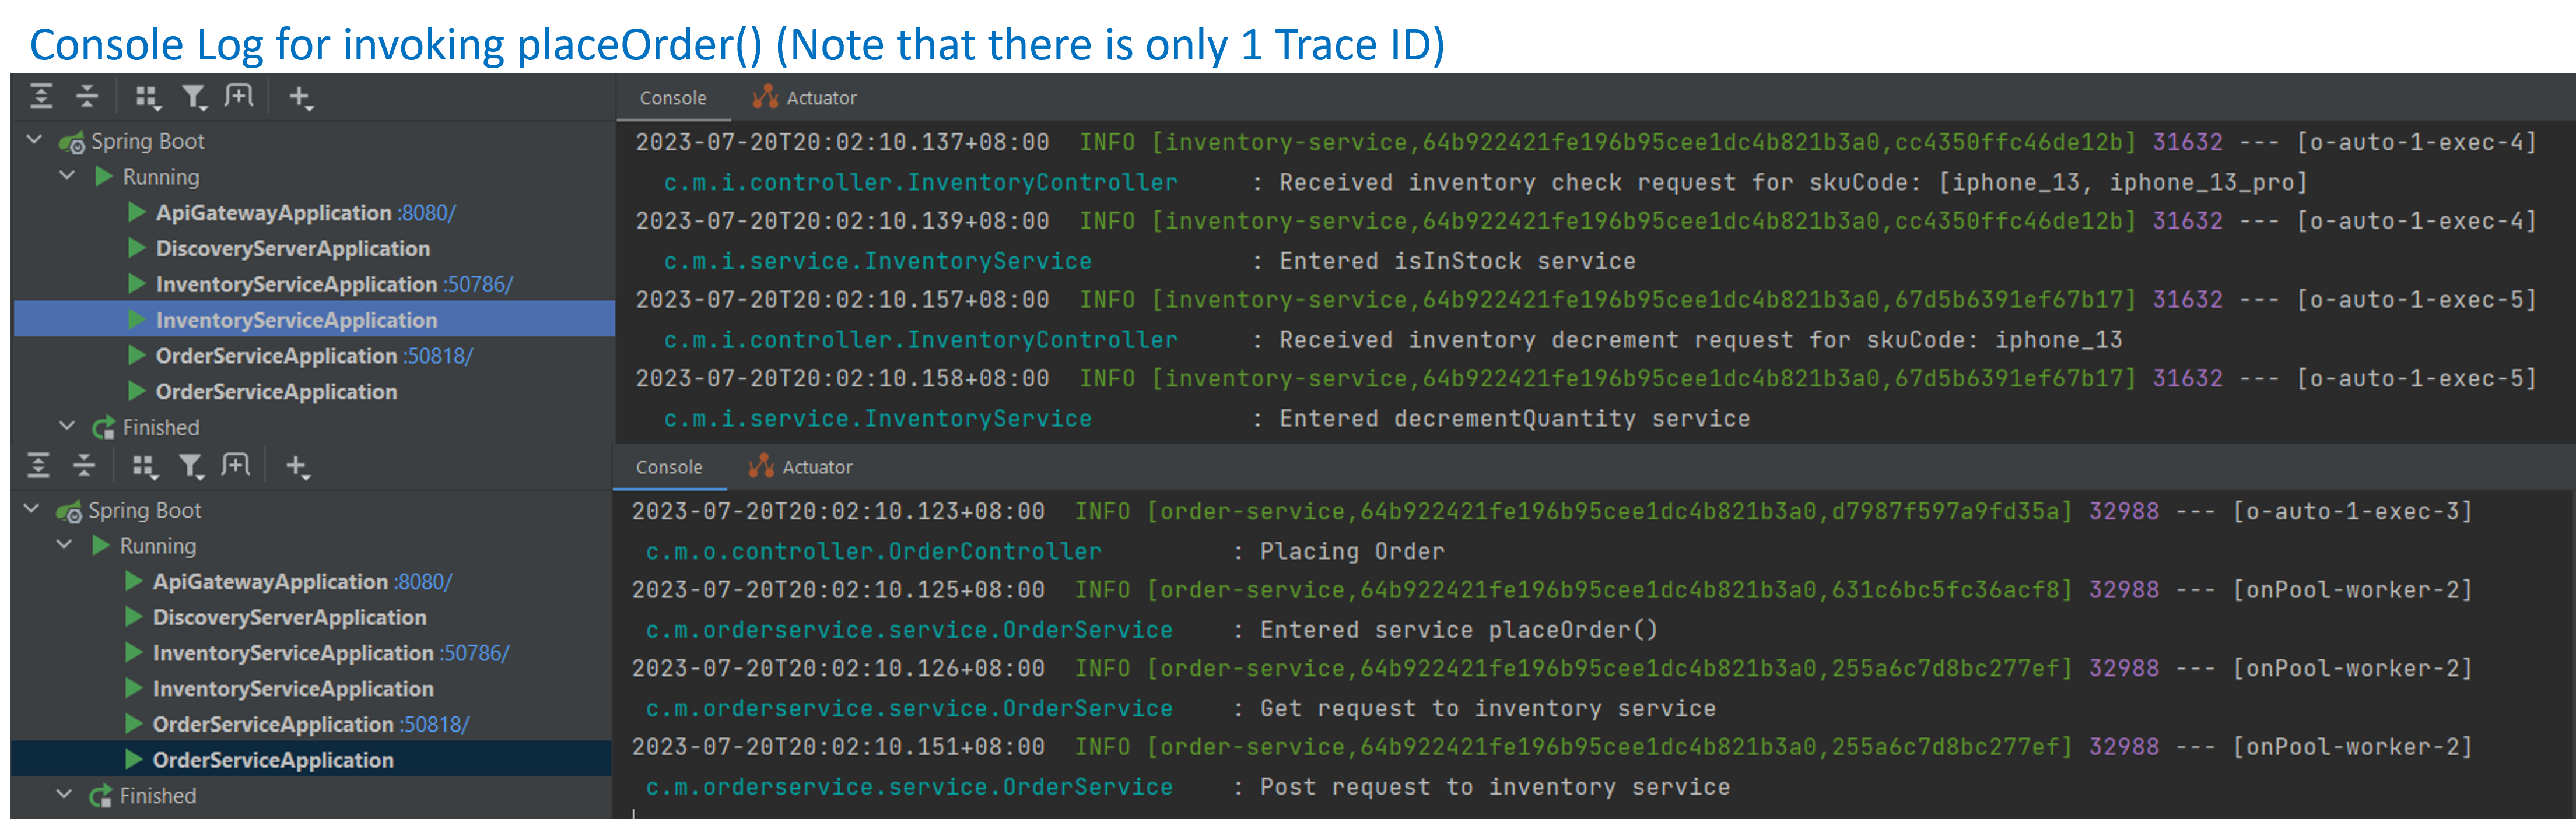 Console Log for invoking placeOrder() (Note that there is only 1 Trace ID)
Spring Boot
Running
ApiGatewayApplication :8080/
DiscoveryServerApplication
InventoryServiceApplication :50786/
InventoryServiceApplication
OrderServiceApplication :50818/
OrderServiceApplication
Finished
Console Actuator
2023-07-20T20:02:10.137+08:00 INFO [inventory-service,64b922421fe196b95cee1dc4b821b3a0,cc4350ffc46de12b] 31632 --- [o-auto-1-exec-4]
c.m.i.controller.InventoryController : Received inventory check request for skuCode: [iphone_13, iphone_13_pro]
2023-07-20T20:02:10.139+08:00 INFO [inventory-service,64b922421fe196b95cee1dc4b821b3a0,cc4350ffc46de12b] 31632 --- [o-auto-1-exec-4]
c.m.i.service.InventoryService : Entered isInStock service
2023-07-20T20:02:10.157+08:00 INFO [inventory-service,64b922421fe196b95cee1dc4b821b3a0,67d5b6391ef67b17] 31632 --- [o-auto-1-exec-5]
c.m.i.controller.InventoryController : Received inventory decrement request for skuCode: iphone_13
2023-07-20T20:02:10.158+08:00 INFO [inventory-service,64b922421fe196b95cee1dc4b821b3a0,67d5b6391ef67b17] 31632 --- [o-auto-1-exec-5]
c.m.i.service.InventoryService : Entered decrementQuantity service
Spring Boot
Running
ApiGatewayApplication :8080/
DiscoveryServerApplication
InventoryServiceApplication :50786/
InventoryServiceApplication
OrderServiceApplication :50818/
OrderServiceApplication
Finished
Console Actuator
2023-07-20T20:02:10.123+08:00 INFO [order-service,64b922421fe196b95cee1dc4b821b3a0,d7987f597a9fd35a] 32988 --- [o-auto-1-exec-3]
c.m.o.controller.OrderController : Placing Order
2023-07-20T20:02:10.125+08:00 INFO [order-service,64b922421fe196b95cee1dc4b821b3a0,631c6bc5fc36acf8] 32988 --- [onPool-worker-2]
c.m.orderservice.service.OrderService : Entered service placeOrder()
2023-07-20T20:02:10.126+08:00 INFO [order-service,64b922421fe196b95cee1dc4b821b3a0,255a6c7d8bc277ef] 32988 --- [onPool-worker-2]
c.m.orderservice.service.OrderService : Get request to inventory service
2023-07-20T20:02:10.151+08:00 INFO [order-service,64b922421fe196b95cee1dc4b821b3a0,255a6c7d8bc277ef] 32988 --- [onPool-worker-2]
c.m.orderservice.service.OrderService : Post request to inventory service